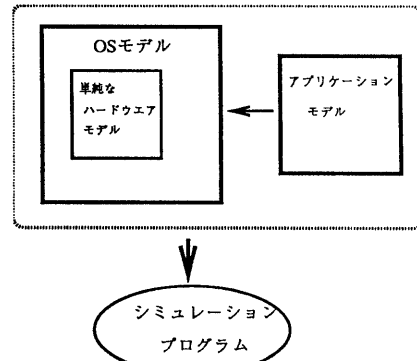 OSモデル
単純な
ハードウエア
モデル
アプリケーション
モデル
シミュレーション
プログラム